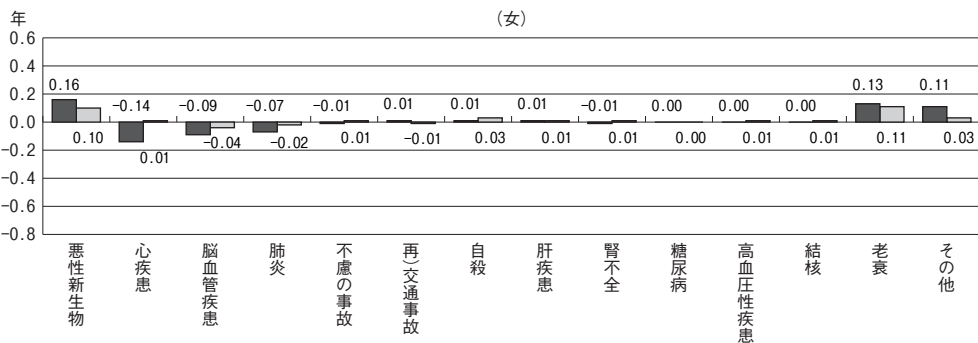 年
(女)
0.6
0.4
0.2
0.0
-0.2
-0.4
-0.6
-0.8
0.16 -0.14 -0.09 -0.07 -0.01 0.01 0.01 0.01 -0.01 0.00 0.00 0.00 0.13 0.11
0.10 0.01 -0.04 -0.02 0.01 -0.01 0.03 0.01 0.01 0.00 0.01 0.01 0.11 0.03
悪性新生物
心疾患
脳血管疾患
肺炎
不慮の事故
再)交通事故
自殺
肝疾患
腎不全
糖尿病
高血圧性疾患
結核
老衰
その他